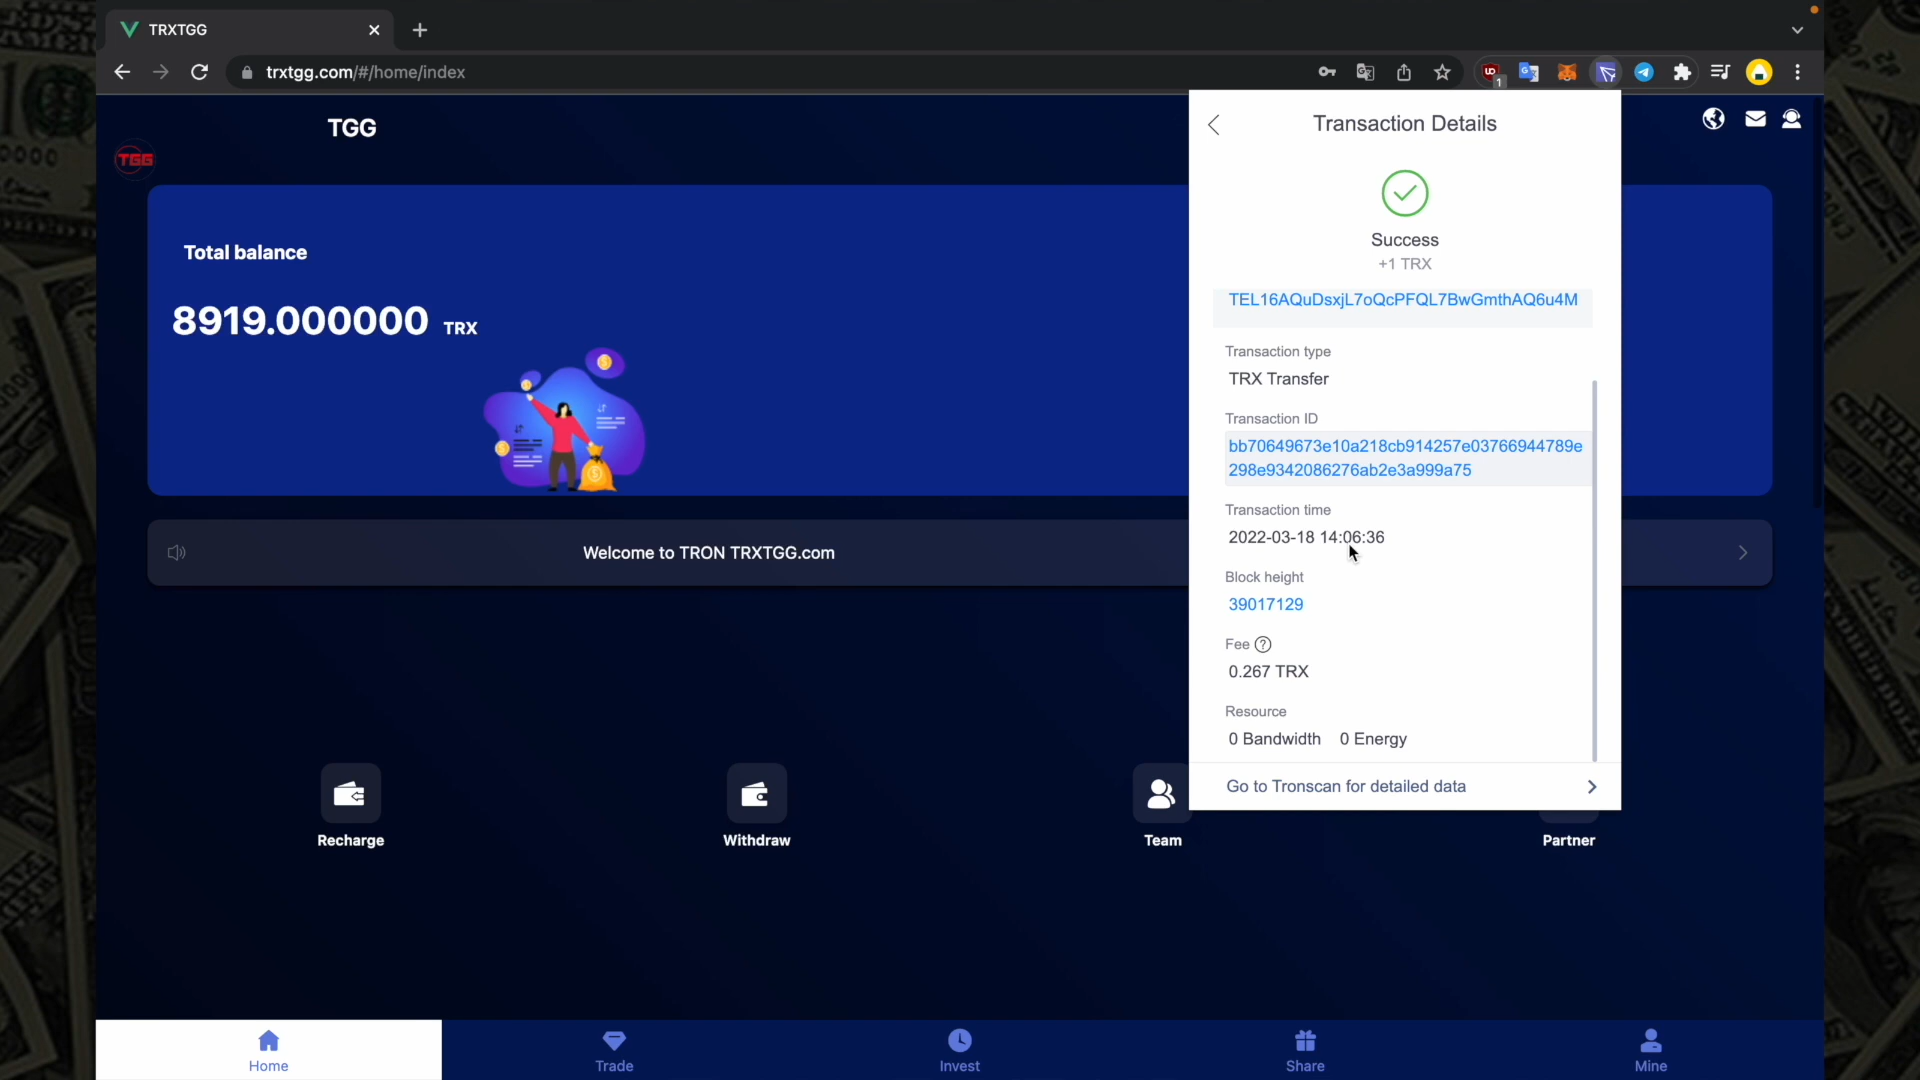 TRXTGG
trxtgg.com/#/home/index
UD
1
TGG
TGG
Total balance
8919.000000 TRX
Welcome to TRON TRXTGG.com
Recharge
Withdraw
Team
Partner
Transaction Details
Success
+1 TRX
TEL16AQuDsxjL7oQcPFQL7BwGmthAQ6u4M
Transaction type
TRX Transfer
Transaction ID
bb70649673e10a218cb914257e03766944789e
298e9342086276ab2e3a999a75
Transaction time
2022-03-18 14:06:36
Block height
39017129
Fee ?
0.267 TRX
Resource
0 Bandwidth 0 Energy
Go to Tronscan for detailed data
Home
Trade
Invest
Share
Mine